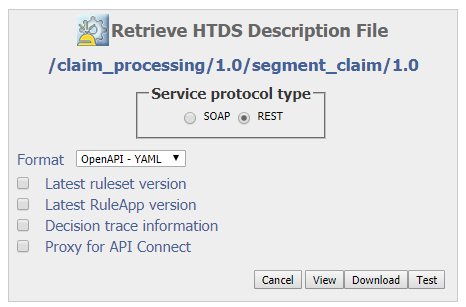 Retrieve HTDS Description File
/claim_processing/1.0/segment_claim/1.0
Service protocol type
SOAP REST
Format OpenAPI - YAML
Latest ruleset version
Latest RuleApp version
Decision trace information
Proxy for API Connect
Cancel View Download Test